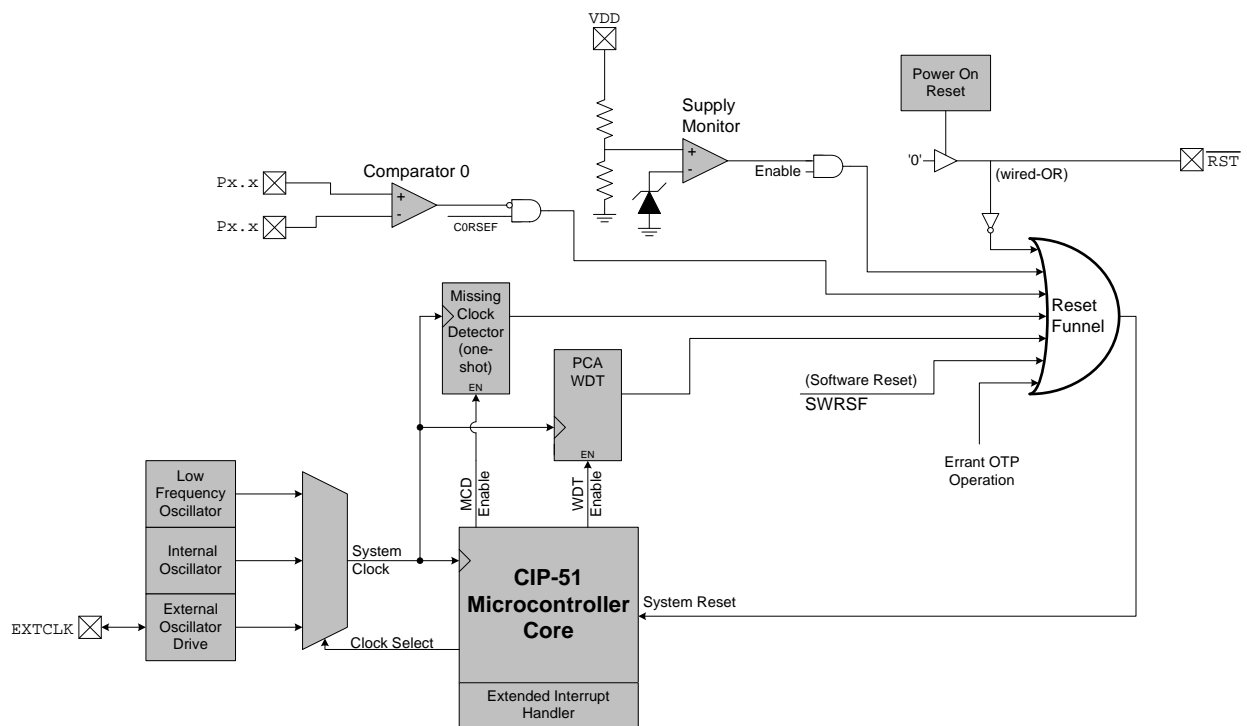 VDD
Power On
Reset
Supply
Monitor
+
-
Enable
'0'
(wired-OR)
RST
Comparator 0
Px.x
Px.x
+
-
C0RSEF
Missing
Clock
Detector
(one-
shot)
EN
PCA
WDT
EN
Reset
Funnel
(Software Reset)
SWRSF
Errant OTP
Operation
MCD
Enable
WDT
Enable
Low
Frequency
Oscillator
Internal
Oscillator
External
Oscillator
Drive
EXTCLK
System
Clock
Clock Select
CIP-51
Microcontroller
Core
System Reset
Extended Interrupt
Handler